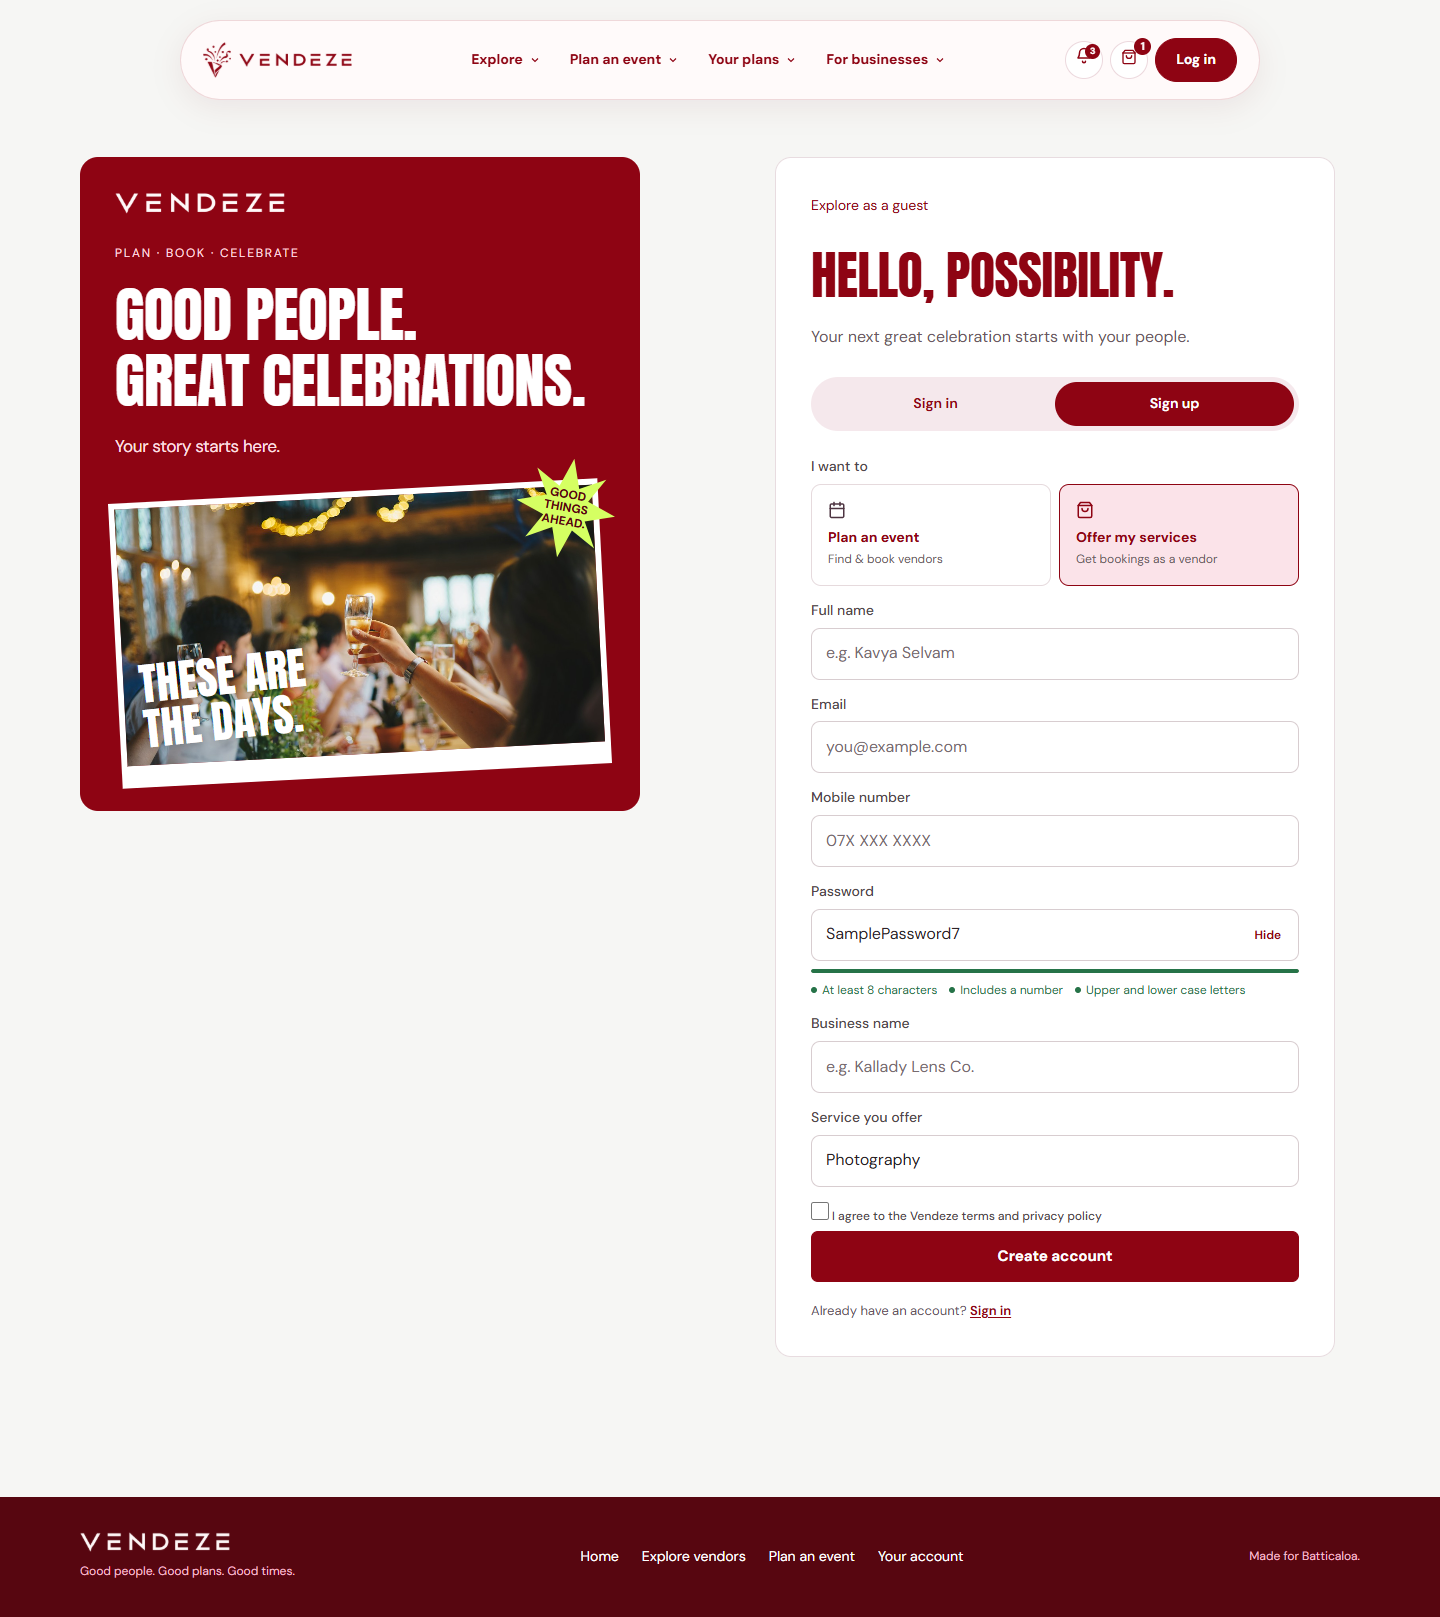 VENDEZE
Explore
Plan an event
Your plans
For businesses
3
1
Log in
VENDEZE
PLAN · BOOK · CELEBRATE
GOOD PEOPLE.
GREAT CELEBRATIONS.
Your story starts here.
GOOD
THINGS
AHEAD.
THESE ARE
THE DAYS.
Explore as a guest
HELLO, POSSIBILITY.
Your next great celebration starts with your people.
Sign in
Sign up
I want to
Plan an event
Find & book vendors
Offer my services
Get bookings as a vendor
Full name
e.g. Kavya Selvam
Email
you@example.com
Mobile number
07X XXX XXXX
Password
SamplePassword7
Hide
At least 8 characters
Includes a number
Upper and lower case letters
Business name
e.g. Kallady Lens Co.
Service you offer
Photography
I agree to the Vendeze terms and privacy policy
Create account
Already have an account? Sign in
VENDEZE
Good people. Good plans. Good times.
Home
Explore vendors
Plan an event
Your account
Made for Batticaloa.